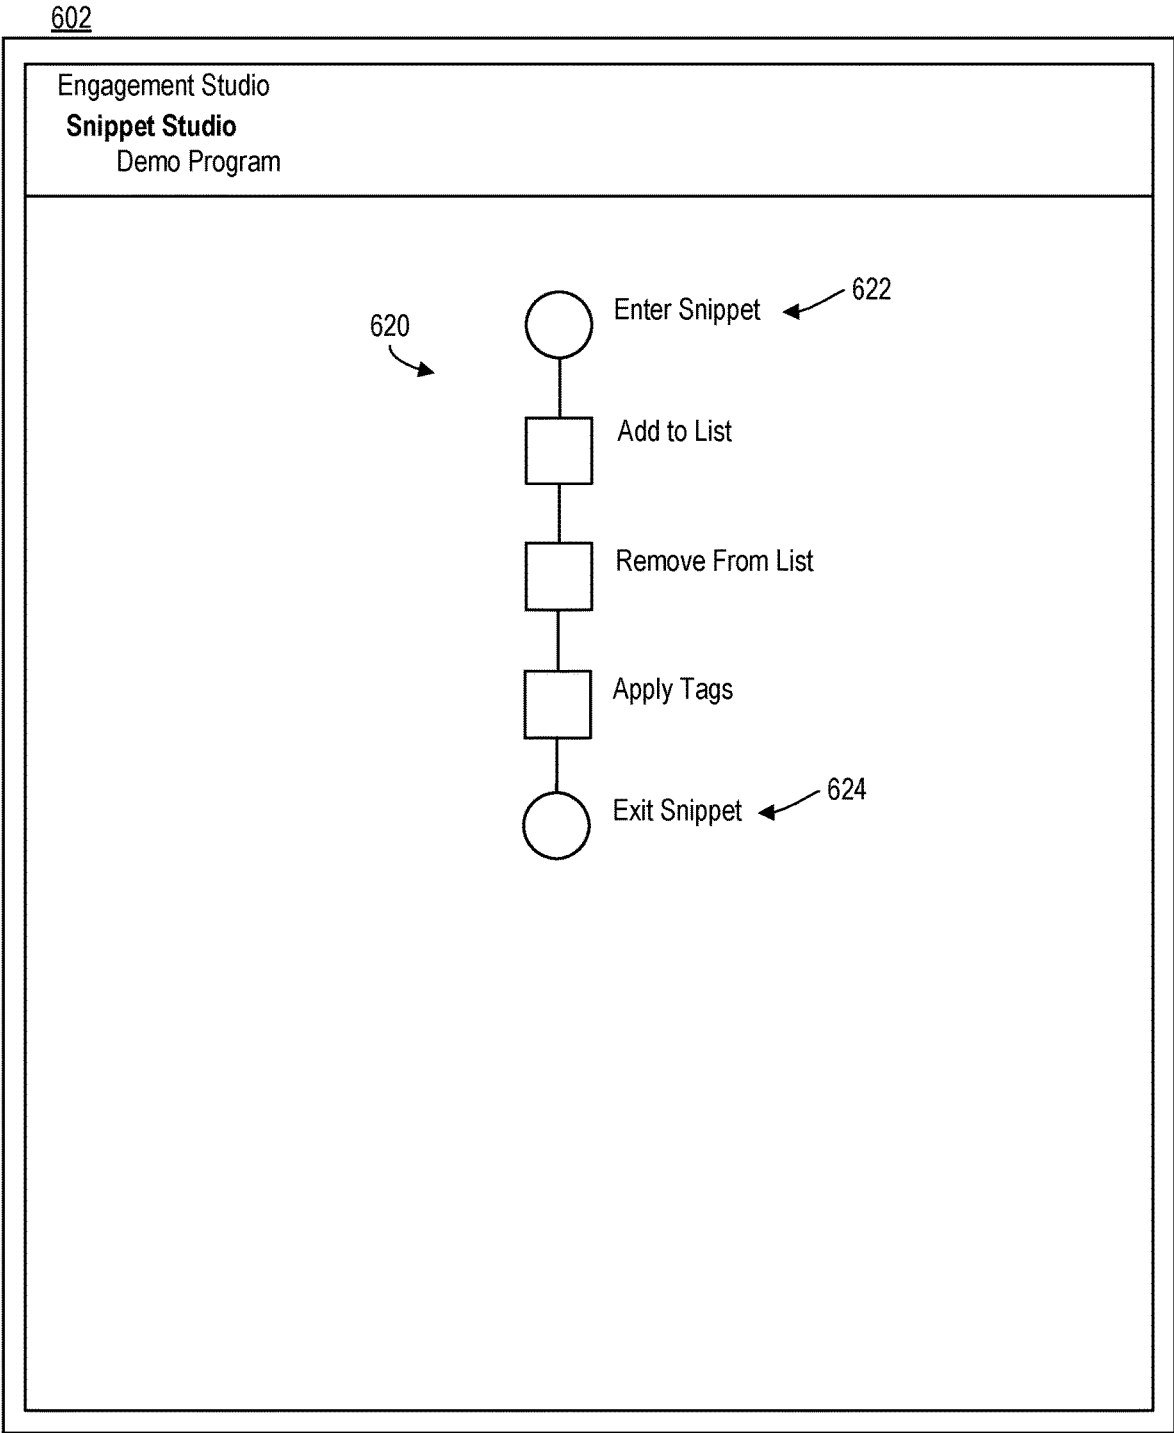 602
Engagement Studio
Snippet Studio
Demo Program
Enter Snippet
622
620
Add to List
Remove From List
Apply Tags
Exit Snippet
624